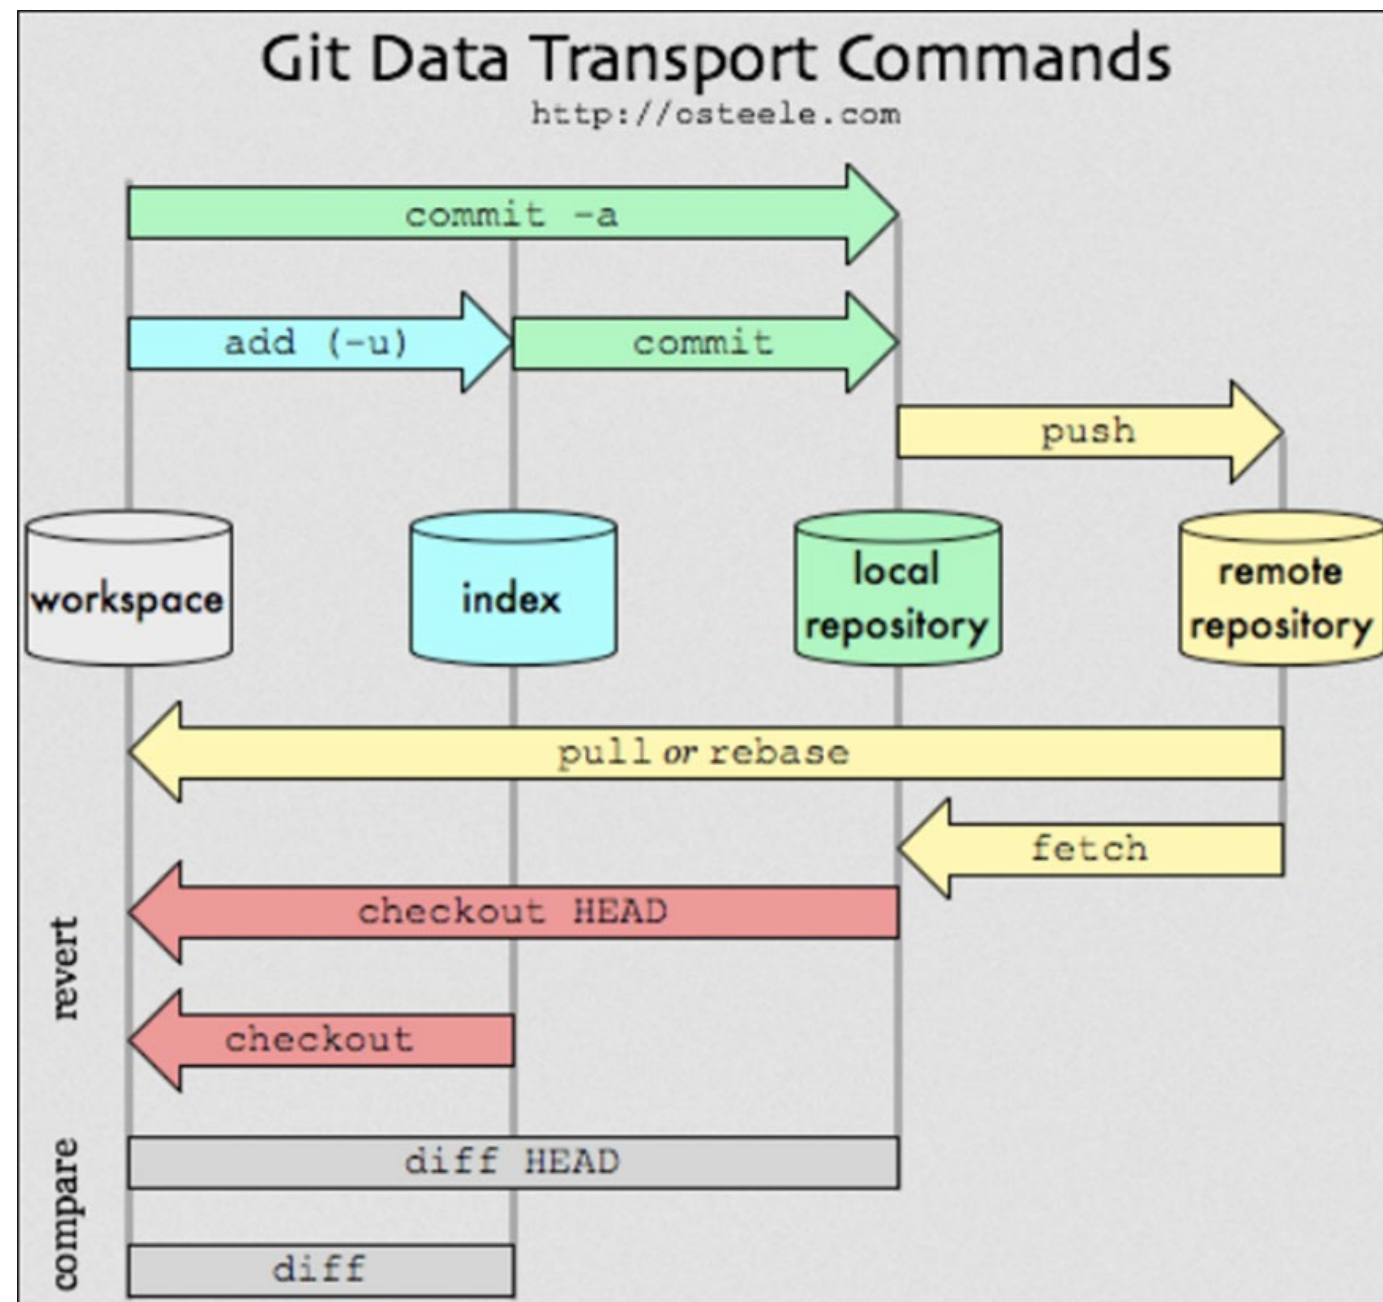 Git Data Transport Commands
http://osteele.com
commit -a
add (-u)
commit
push
workspace
index
local
repository
remote
repository
pull or rebase
fetch
checkout HEAD
revert
checkout
diff HEAD
compare
diff